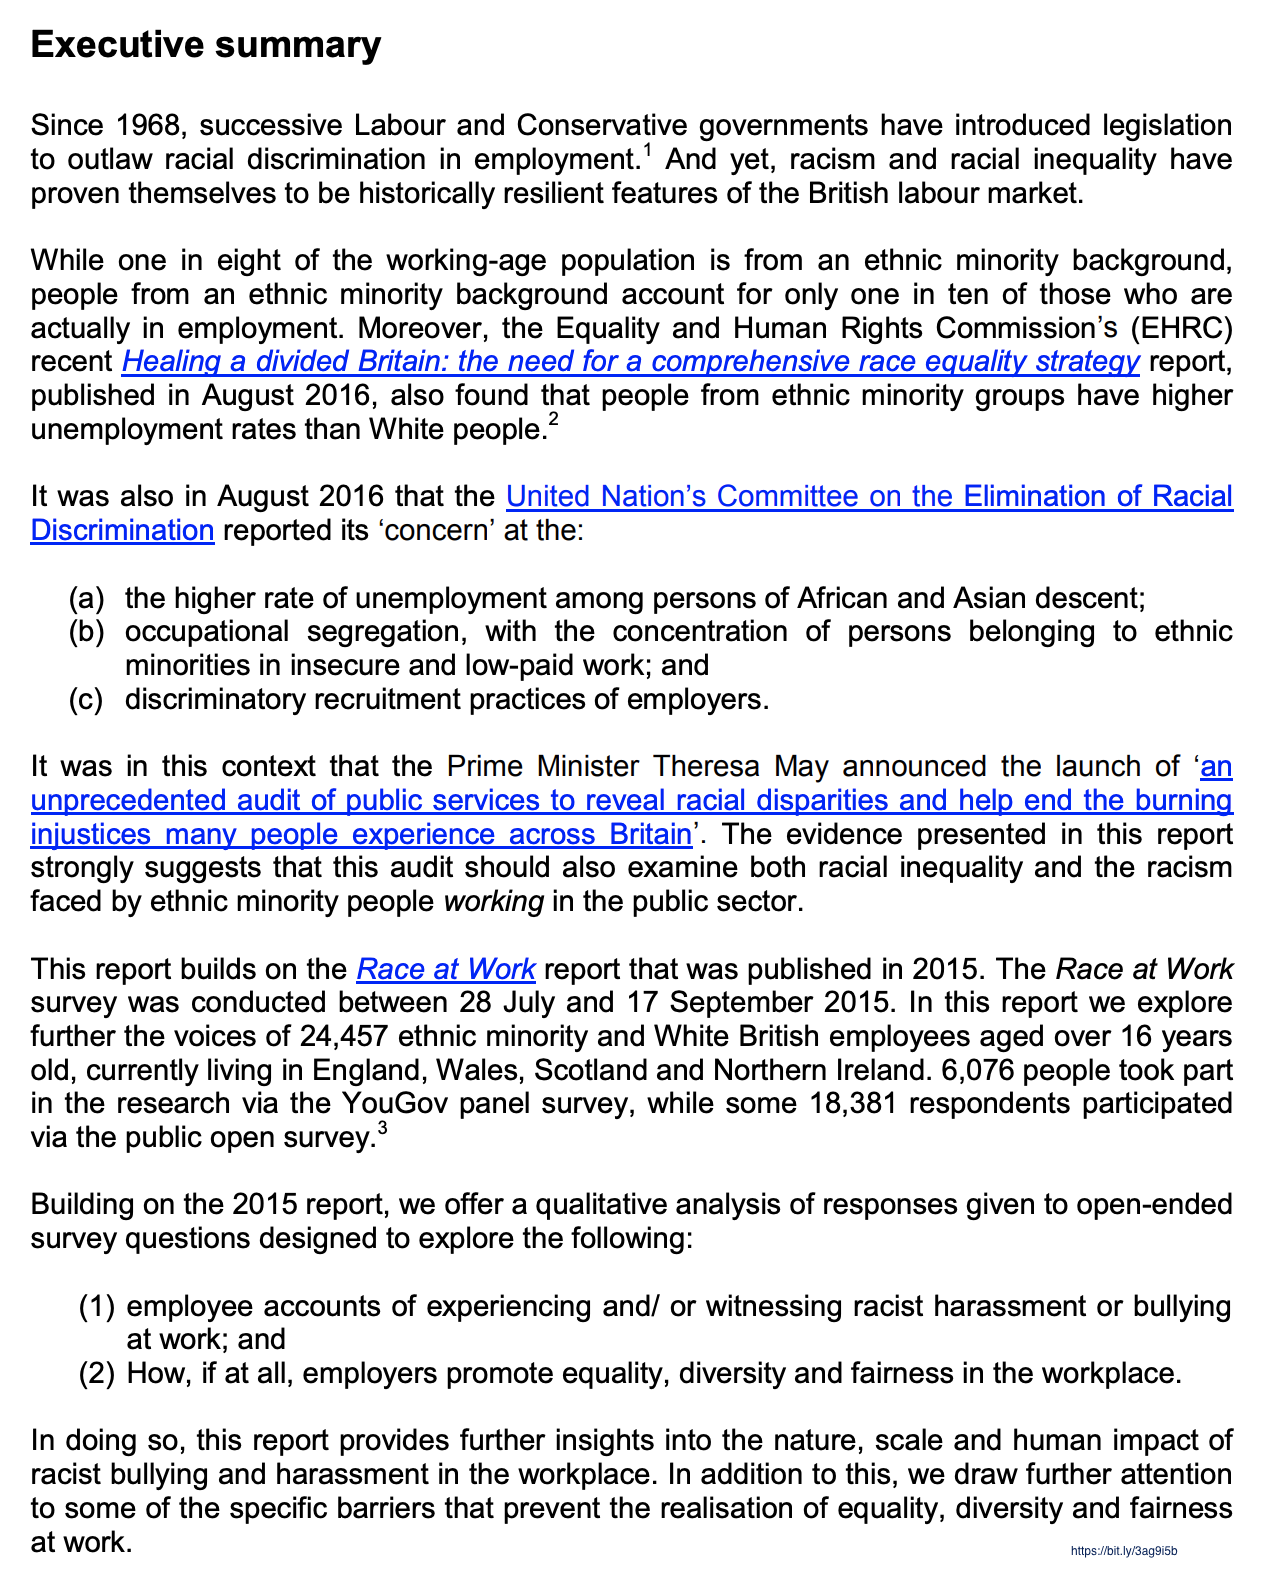 Executive summary
Since 1968, successive Labour and Conservative governments have introduced legislation
to outlaw racial discrimination in employment.1 And yet, racism and racial inequality have
proven themselves to be historically resilient features of the British labour market.
While one in eight of the working-age population is from an ethnic minority background,
people from an ethnic minority background account for only one in ten of those who are
actually in employment. Moreover, the Equality and Human Rights Commission's (EHRC)
recent Healing a divided Britain: the need for a comprehensive race equality strategy report,
published in August 2016, also found that people from ethnic minority groups have higher
unemployment rates than White people.2
It was also in August 2016 that the United Nation's Committee on the Elimination of Racial
Discrimination reported its ‘concern’ at the:
(a) the higher rate of unemployment among persons of African and Asian descent;
(b) occupational segregation, with the concentration of persons belonging to ethnic
minorities in insecure and low-paid work; and
(c) discriminatory recruitment practices of employers.
It was in this context that the Prime Minister Theresa May announced the launch of ‘an
unprecedented audit of public services to reveal racial disparities and help end the burning
injustices many people experience across Britain’. The evidence presented in this report
strongly suggests that this audit should also examine both racial inequality and the racism
faced by ethnic minority people working in the public sector.
This report builds on the Race at Work report that was published in 2015. The Race at Work
survey was conducted between 28 July and 17 September 2015. In this report we explore
further the voices of 24,457 ethnic minority and White British employees aged over 16 years
old, currently living in England, Wales, Scotland and Northern Ireland. 6,076 people took part
in the research via the YouGov panel survey, while some 18,381 respondents participated
via the public open survey.3
Building on the 2015 report, we offer a qualitative analysis of responses given to open-ended
survey questions designed to explore the following:
(1) employee accounts of experiencing and/ or witnessing racist harassment or bullying
at work; and
(2) How, if at all, employers promote equality, diversity and fairness in the workplace.
In doing so, this report provides further insights into the nature, scale and human impact of
racist bullying and harassment in the workplace. In addition to this, we draw further attention
to some of the specific barriers that prevent the realisation of equality, diversity and fairness
at work.
https://bit.ly/3ag9i5b